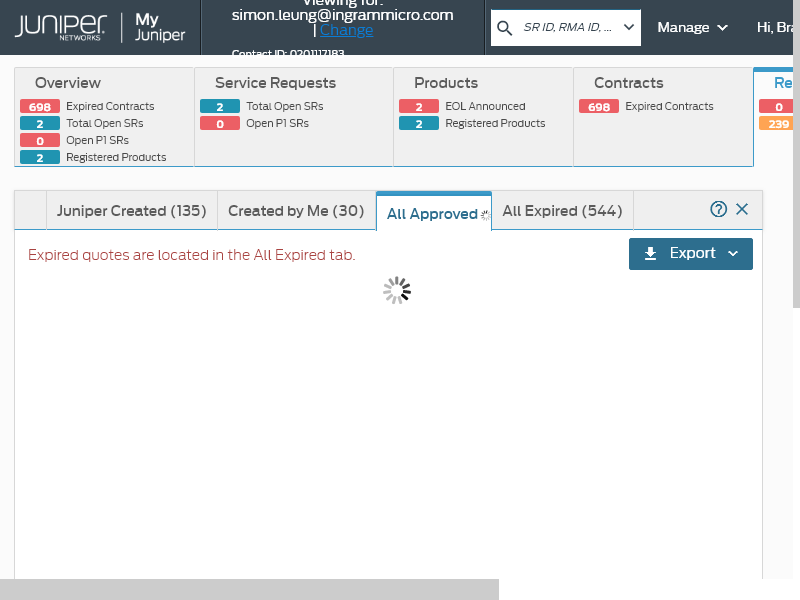 Viewing for:
simon.leung@ingrammicro.com
| Change
Contact ID: 0201117183
JUNIPER
NETWORKS
My
Juniper
SR ID, RMA ID, ...
Manage
Hi, Bra
Overview
698 Expired Contracts
2 Total Open SRs
0 Open P1 SRs
2 Registered Products
Service Requests
2 Total Open SRs
0 Open P1 SRs
Products
2 EOL Announced
2 Registered Products
Contracts
698 Expired Contracts
Re
0
239
Juniper Created (135)
Created by Me (30)
All Approved
All Expired (544)
Expired quotes are located in the All Expired tab.
Export